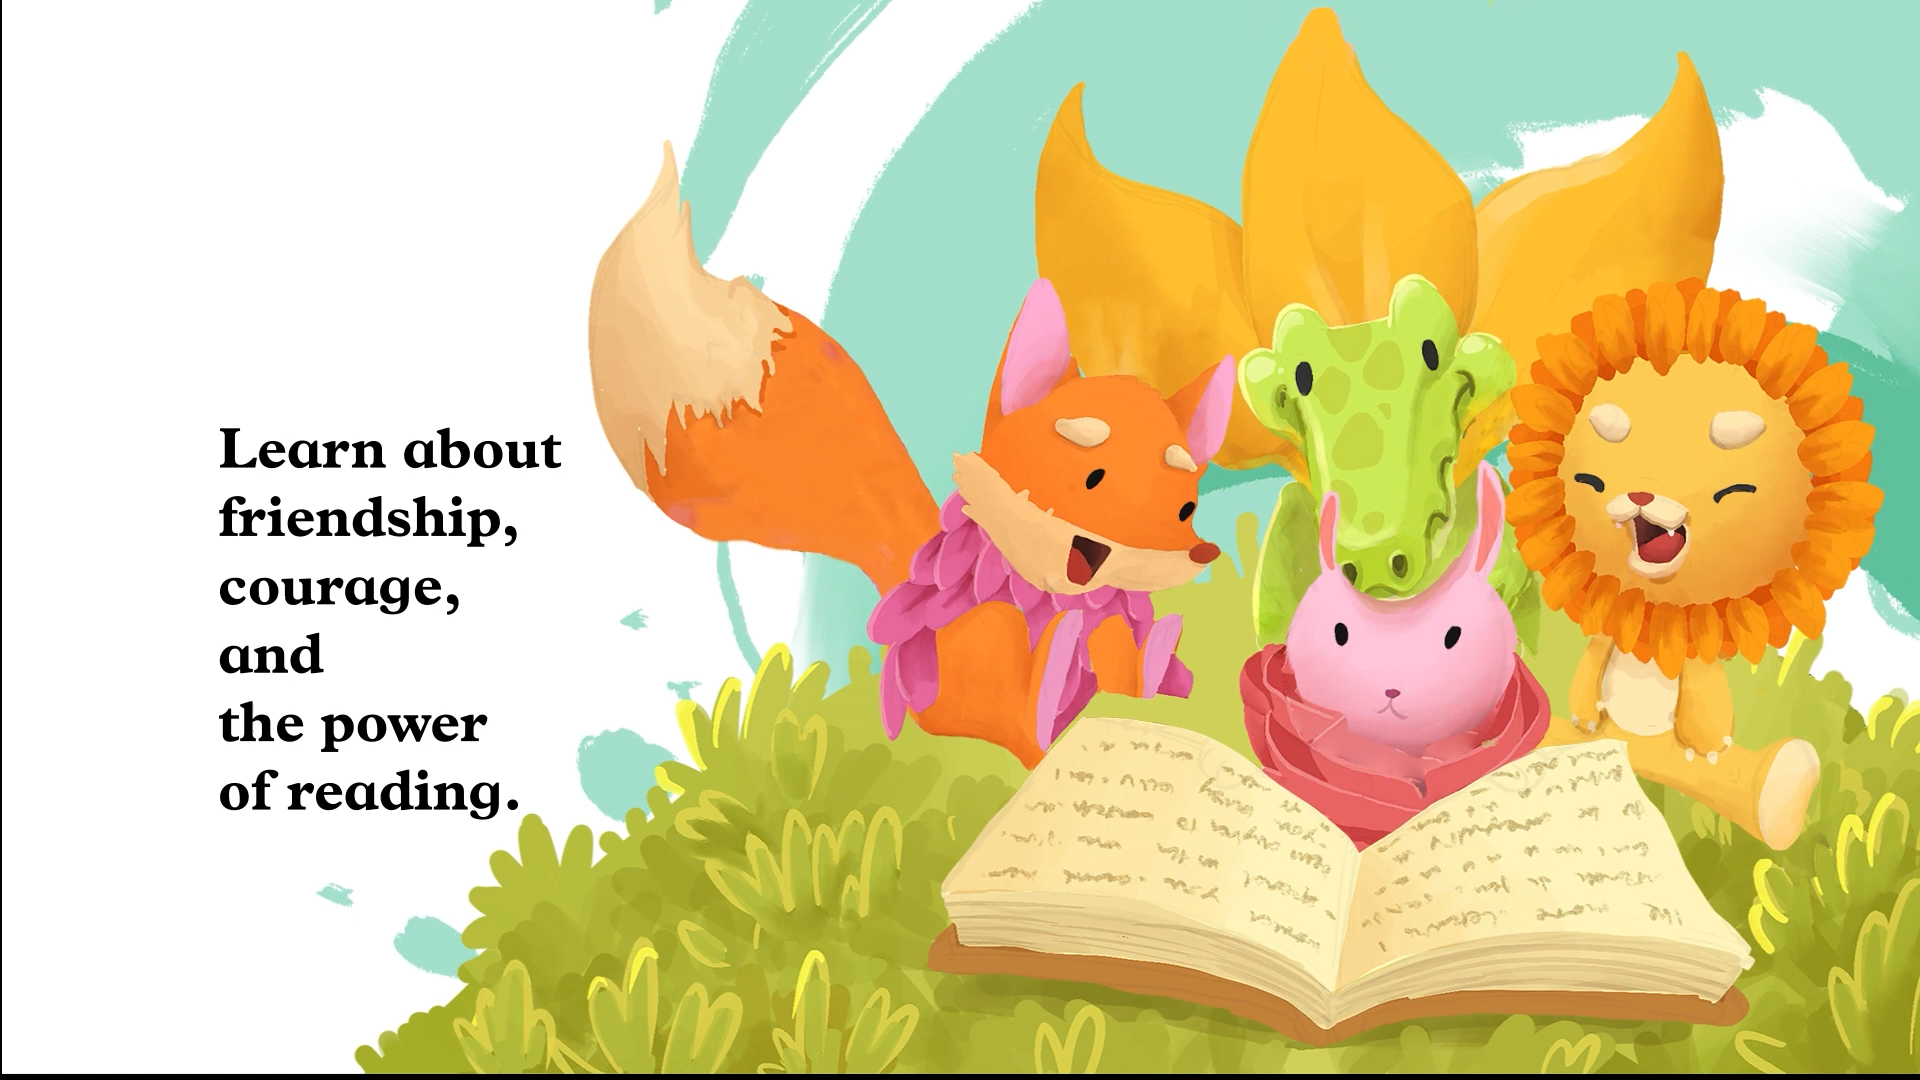 Learn about
friendship,
courage,
and
the power
of reading.